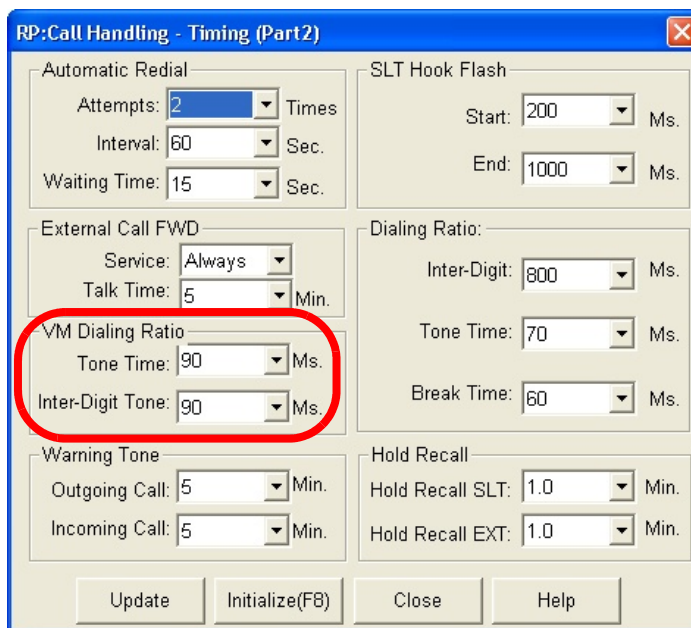 RP:Call Handling - Timing (Part2)
Automatic Redial
Attempts: 2 Times
Interval: 60 Sec.
Waiting Time: 15 Sec.
External Call FWD
Service: Always
Talk Time: 5 Min.
VM Dialing Ratio
Tone Time: 90 Ms.
Inter-Digit Tone: 90 Ms.
Warning Tone
Outgoing Call: 5 Min.
Incoming Call: 5 Min.
SLT Hook Flash
Start: 200 Ms.
End: 1000 Ms.
Dialing Ratio:
Inter-Digit: 800 Ms.
Tone Time: 70 Ms.
Break Time: 60 Ms.
Hold Recall
Hold Recall SLT: 1.0 Min.
Hold Recall EXT: 1.0 Min.
Update Initialize(F8) Close Help